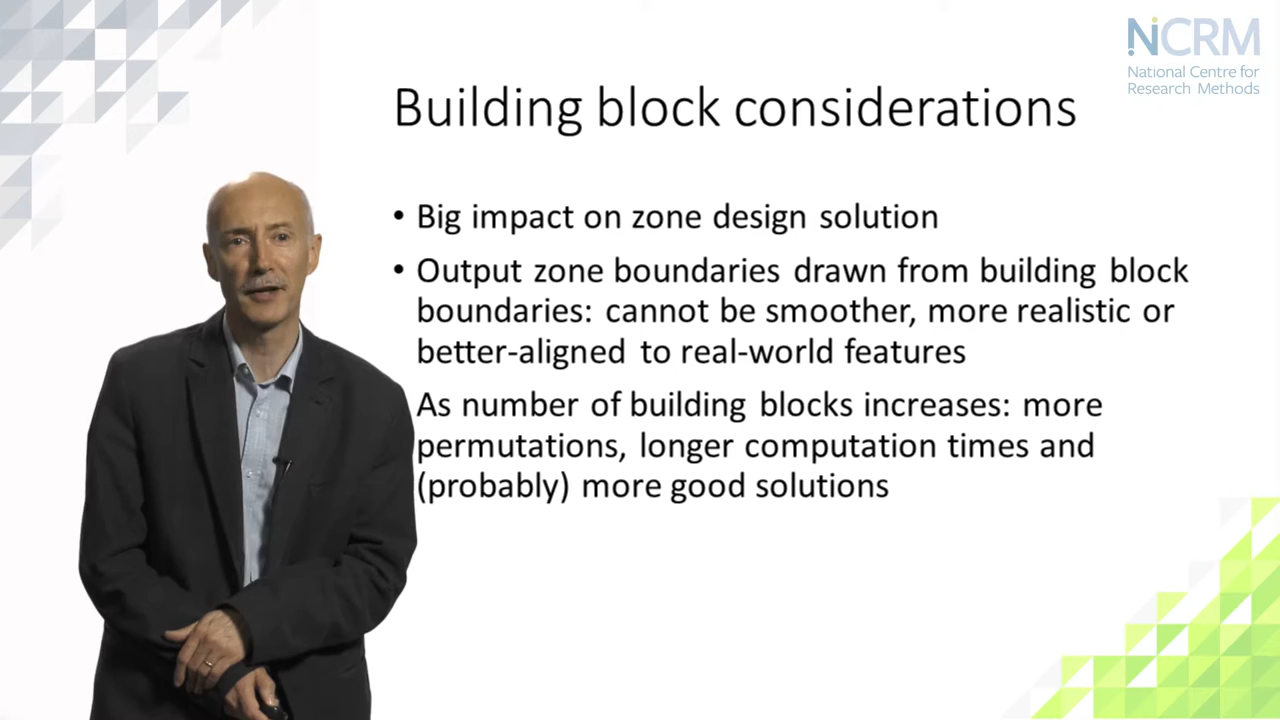 NCRM
National Centre for
Research Methods
Building block considerations
• Big impact on zone design solution
• Output zone boundaries drawn from building block
boundaries: cannot be smoother, more realistic or
better-aligned to real-world features
As number of building blocks increases: more
permutations, longer computation times and
(probably) more good solutions